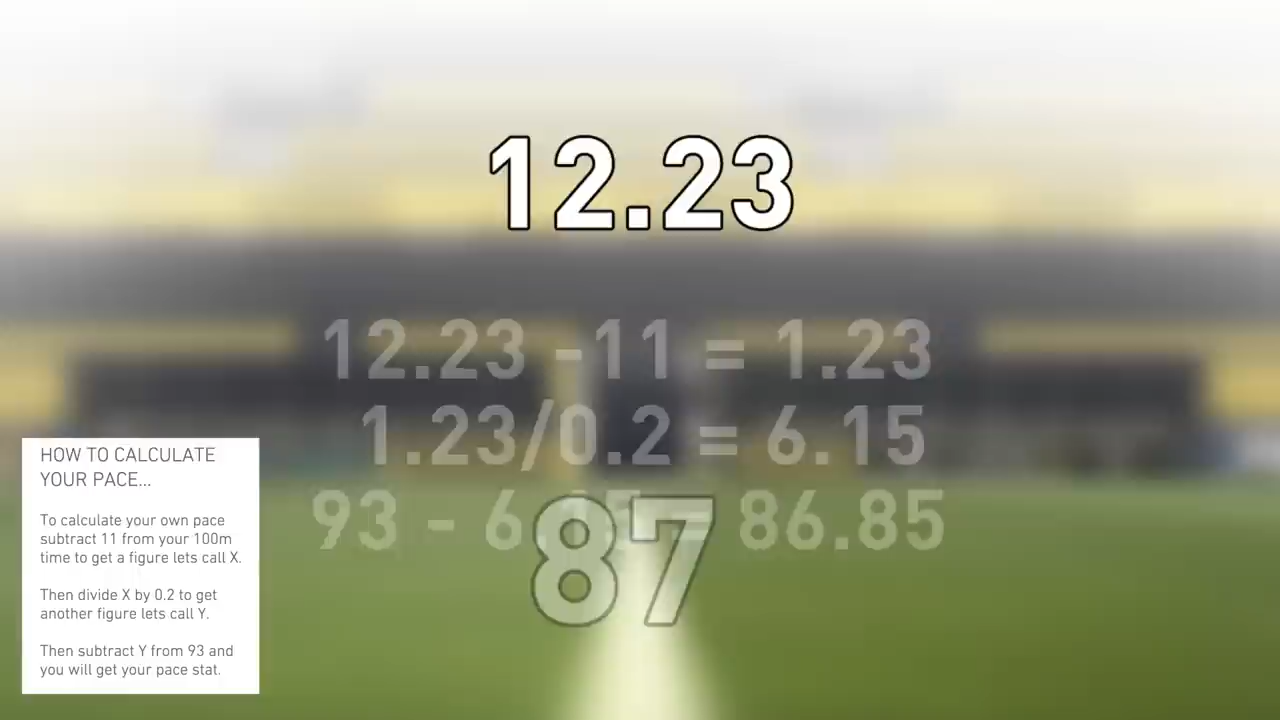 12.23
12.23 -11 = 1.23
1.23/0.2 = 6.15
93 - 6.15 = 86.85
87
HOW TO CALCULATE
YOUR PACE...
To calculate your own pace
subtract 11 from your 100m
time to get a figure lets call X.
Then divide X by 0.2 to get
another figure lets call Y.
Then subtract Y from 93 and
you will get your pace stat.